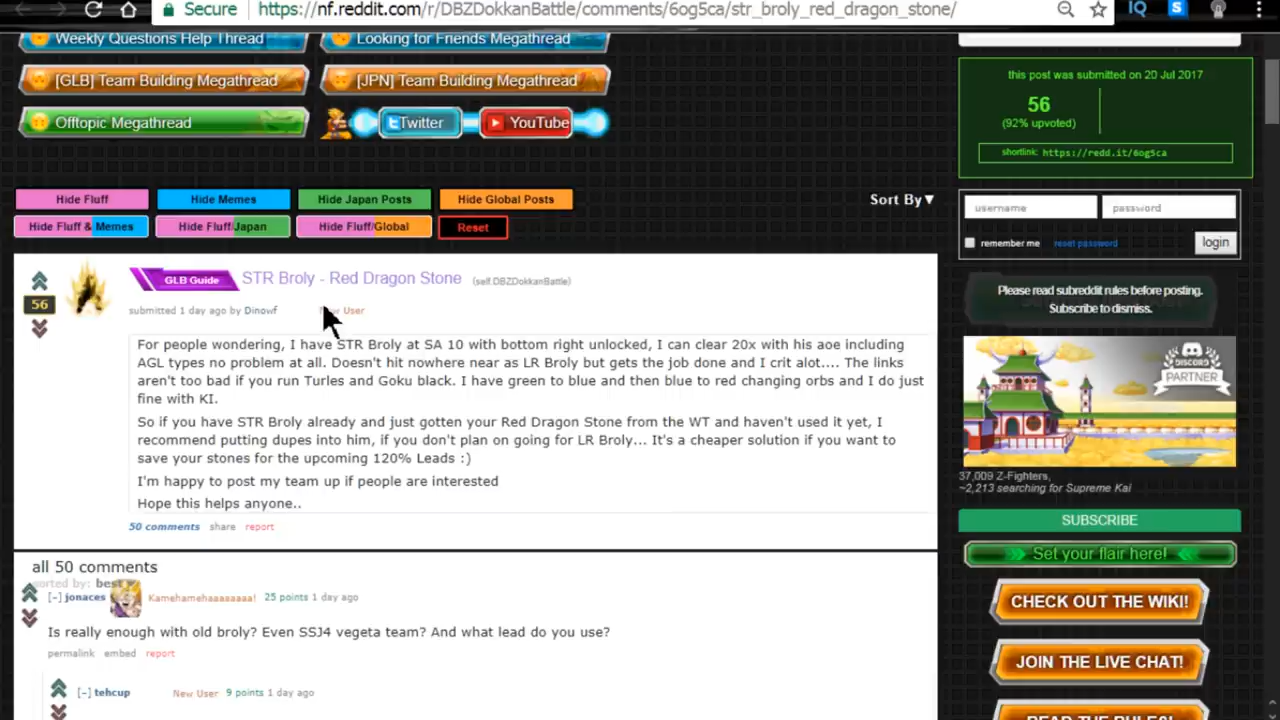 Secure https://nf.reddit.com/r/DBZDokkanBattle/comments/6og5ca/str_broly_red_dragon_stone/
Weekly Questions Help Thread
Looking for Friends Megathread
[GLB] Team Building Megathread
[JPN] Team Building Megathread
Offtopic Megathread
Twitter
YouTube
Hide Fluff
Hide Memes
Hide Japan Posts
Hide Global Posts
Sort By▼
Hide Fluff & Memes
Hide Fluff/Japan
Hide Fluff/Global
Reset
56
GLB Guide
STR Broly - Red Dragon Stone (self.DBZDokkanBattle)
submitted 1 day ago by Dinowf New User
For people wondering, I have STR Broly at SA 10 with bottom right unlocked, I can clear 20x with his aoe including
AGL types no problem at all. Doesn't hit nowhere near as LR Broly but gets the job done and I crit alot.... The links
aren't too bad if you run Turles and Goku black. I have green to blue and then blue to red changing orbs and I do just
fine with KI.
So if you have STR Broly already and just gotten your Red Dragon Stone from the WT and haven't used it yet, I
recommend putting dupes into him, if you don't plan on going for LR Broly... It's a cheaper solution if you want to
save your stones for the upcoming 120% Leads :)
I'm happy to post my team up if people are interested
Hope this helps anyone..
50 comments share report
all 50 comments
sorted by: best
[–] jonaces Kamehamehaaaaaaaa! 25 points 1 day ago
Is really enough with old broly? Even SSJ4 vegeta team? And what lead do you use?
permalink embed report
[–] tehcup New User 9 points 1 day ago
this post was submitted on 20 Jul 2017
56
(92% upvoted)
shortlink: https://redd.it/6og5ca
username
password
remember me
reset password
login
Please read subreddit rules before posting.
Subscribe to dismiss.
DISCORD
PARTNER
37,009 Z-Fighters,
~2,213 searching for Supreme Kai
SUBSCRIBE
Set your flair here!
CHECK OUT THE WIKI!
JOIN THE LIVE CHAT!
READ THE RULES!